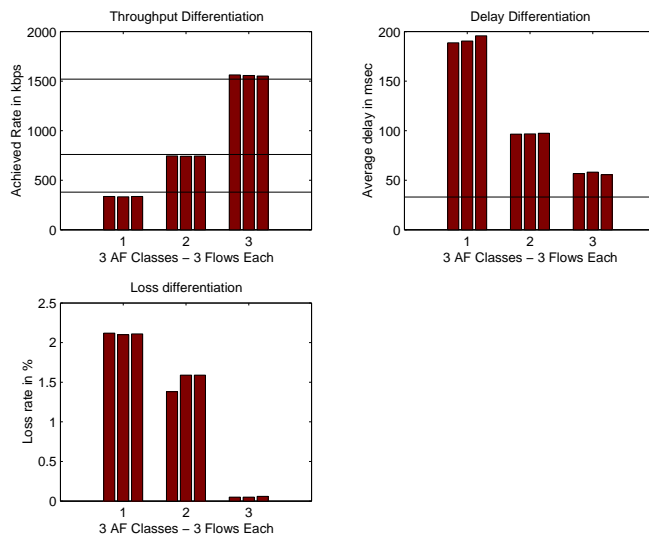 Throughput Differentiation
2000
1500
1000
500
0
Achieved Rate in kbps
1 2 3
3 AF Classes − 3 Flows Each
Delay Differentiation
200
150
100
50
0
Average delay in msec
1 2 3
3 AF Classes − 3 Flows Each
Loss differentiation
2.5
2
1.5
1
0.5
0
Loss rate in %
1 2 3
3 AF Classes − 3 Flows Each